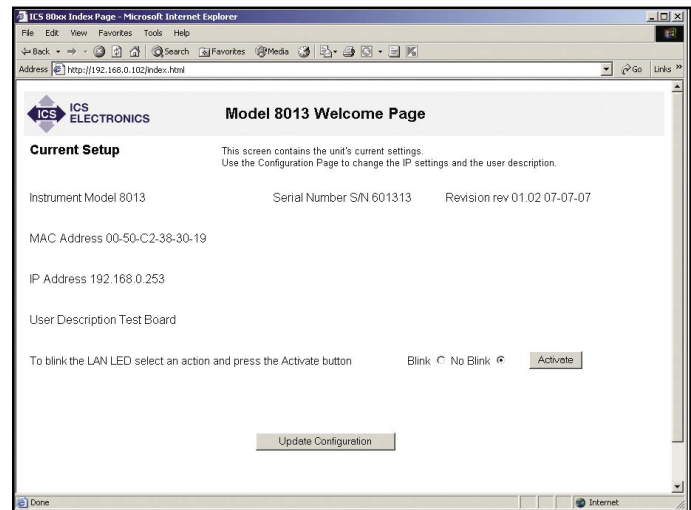 ICS 80xx Index Page - Microsoft Internet Explorer
File Edit View Favorites Tools Help
Back Search Favorites Media
Address http://192.168.0.102/index.html Go Links »
ICS ICS ELECTRONICS
Model 8013 Welcome Page
Current Setup
This screen contains the unit's current settings.
Use the Configuration Page to change the IP settings and the user description.
Instrument Model 8013 Serial Number S/N 601313 Revision rev 01.02 07-07-07
MAC Address 00-50-C2-38-30-19
IP Address 192.168.0.253
User Description Test Board
To blink the LAN LED select an action and press the Activate button Blink No Blink Activate
Update Configuration
Done Internet